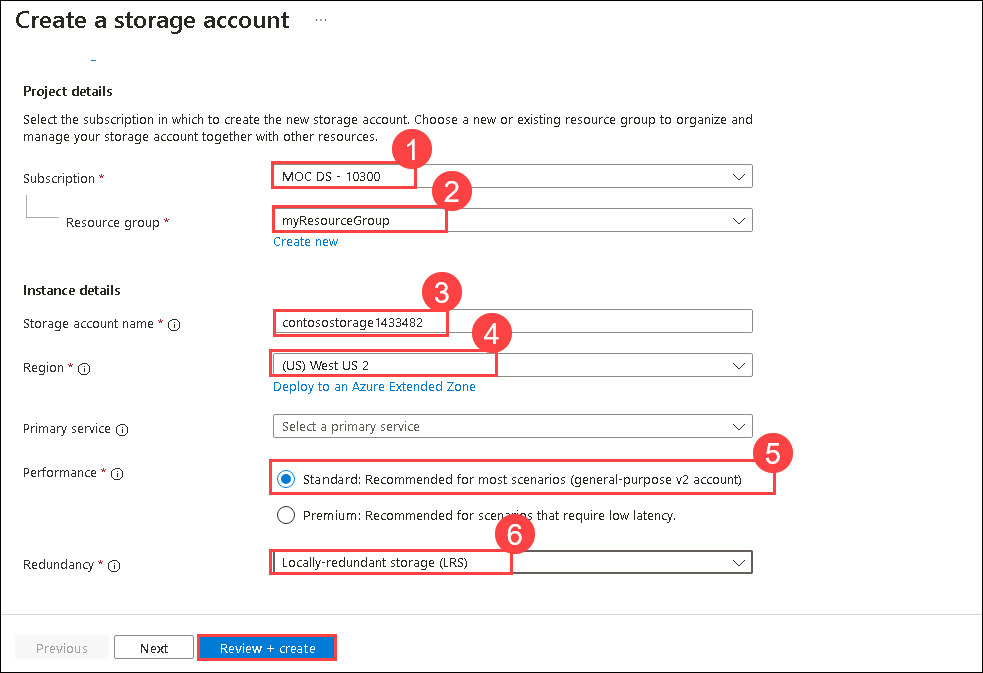 Create a storage account ...
Project details
Select the subscription in which to create the new storage account. Choose a new or existing resource group to organize and
manage your storage account together with other resources.
1
Subscription * MOC DS - 10300
2
Resource group * myResourceGroup
Create new
Instance details
3
Storage account name * contosostorage1433482
4
Region * (US) West US 2
Deploy to an Azure Extended Zone
Primary service Select a primary service
5
Performance * Standard: Recommended for most scenarios (general-purpose v2 account)
Premium: Recommended for scenarios that require low latency.
6
Redundancy * Locally-redundant storage (LRS)
Previous Next Review + create